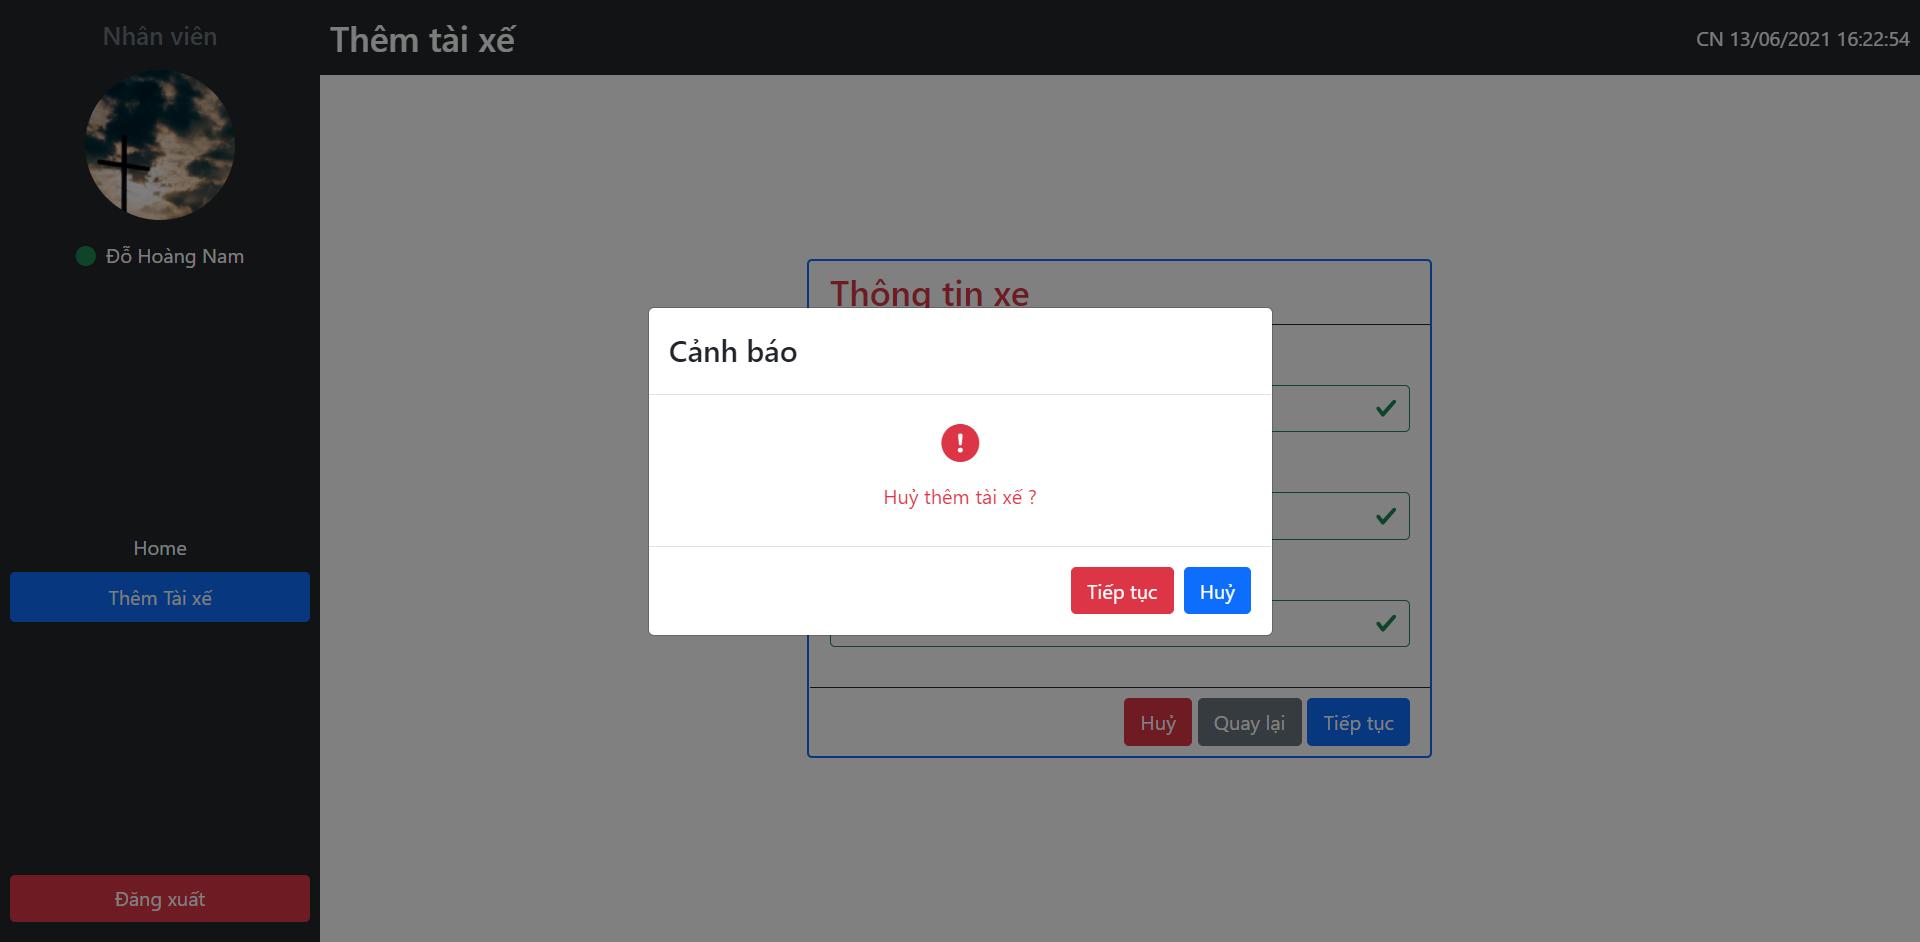 Nhân viên
Đỗ Hoàng Nam
Home
Thêm Tài xế
Đăng xuất
Thêm tài xế
CN 13/06/2021 16:22:54
Thông tin xe
Cảnh báo
Huỷ thêm tài xế ?
Tiếp tục Huỷ
Huỷ Quay lại Tiếp tục